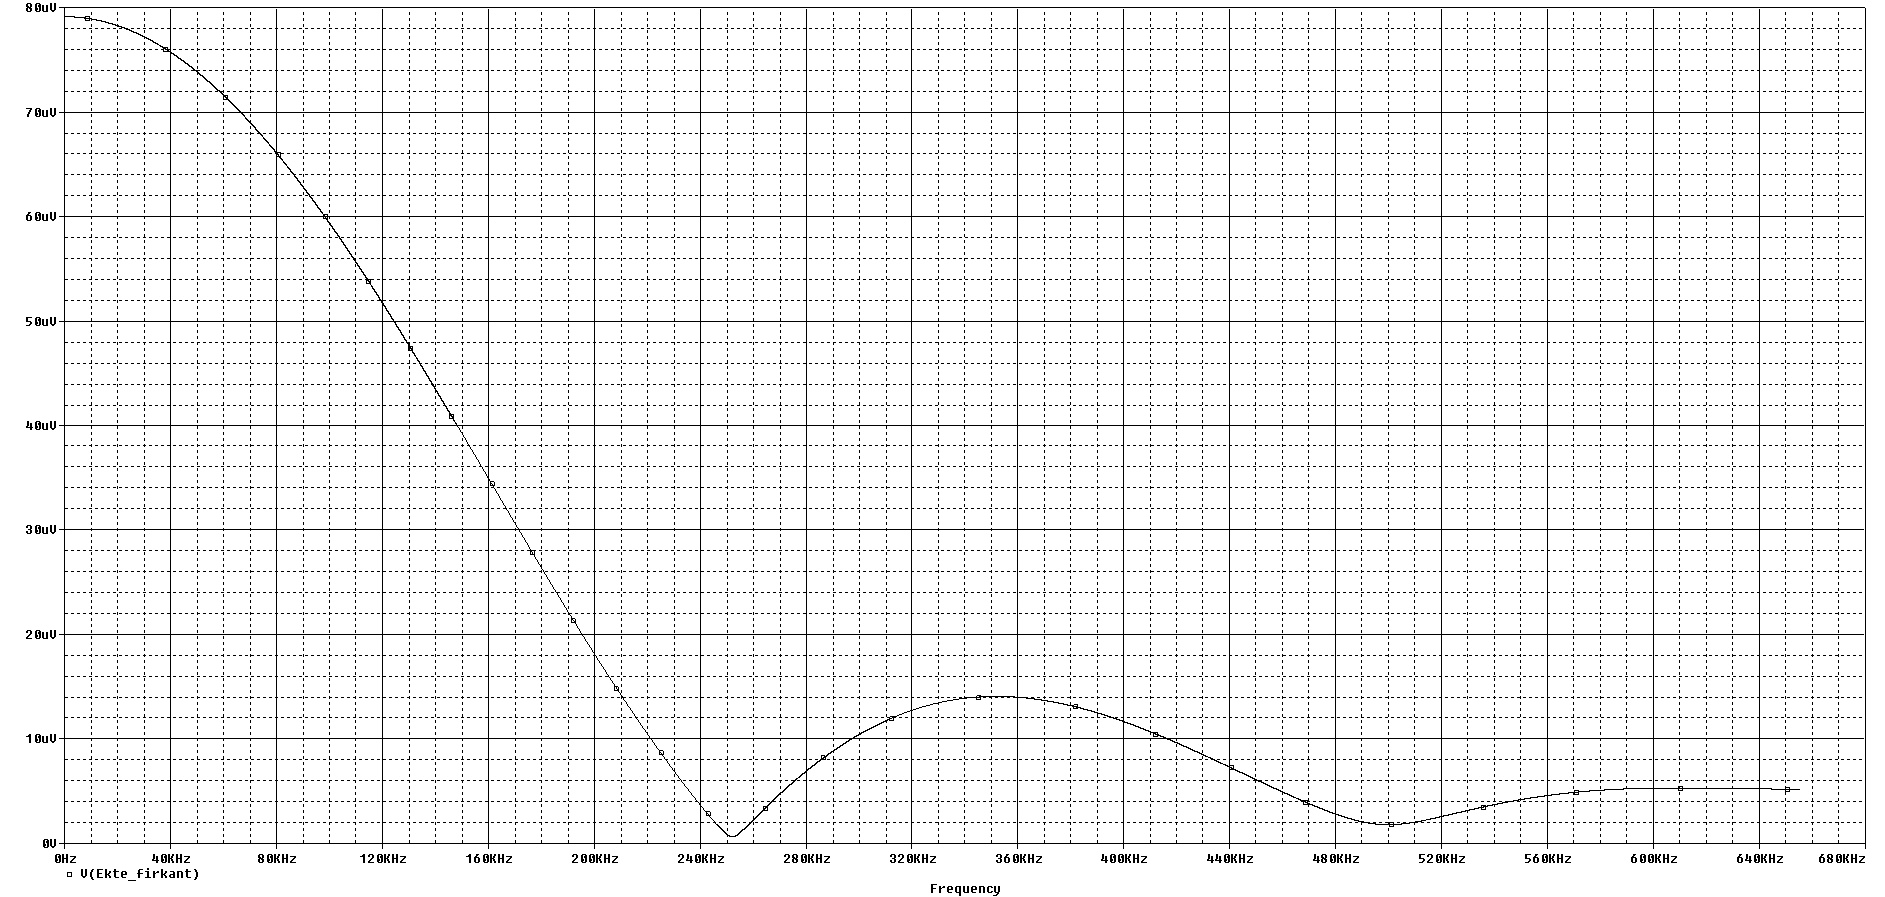 80uV
70uV
60uV
50uV
40uV
30uV
20uV
10uV
0V
0Hz 40KHz 80KHz 120KHz 160KHz 200KHz 240KHz 280KHz 320KHz 360KHz 400KHz 440KHz 480KHz 520KHz 560KHz 600KHz 640KHz 680KHz
V(Ekte_firkant)
Frequency